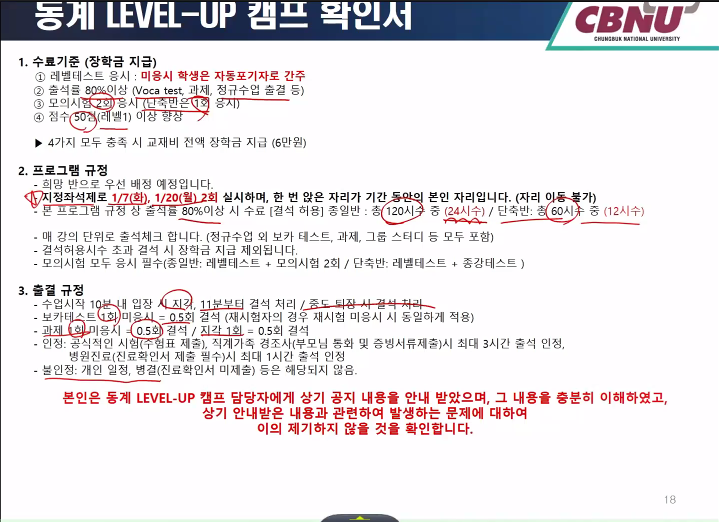 동계 LEVEL-UP 캠프 확인서
CBNU
CHUNGBUK NATIONAL UNIVERSITY
1. 수료기준 (장학금 지급)
① 레벨테스트 응시 : 미응시 학생은 자동포기자로 간주
② 출석률 80%이상 (Voca test, 과제, 정규수업 출결 등)
③ 모의시험 2회 응시 (단축반은 1회 응시)
④ 점수 50점(레벨1) 이상 향상
▶ 4가지 모두 충족 시 교재비 전액 장학금 지급 (6만원)
2. 프로그램 규정
- 희망 반으로 우선 배정 예정입니다.
- 지정좌석제로 1/7(화), 1/20(월) 2회 실시하며, 한 번 앉은 자리가 기간 동안의 본인 자리입니다. (자리 이동 불가)
- 본 프로그램 규정 상 출석률 80%이상 시 수료 [결석 허용] 종일반 : 총 120시수 중 (24시수) / 단축반: 총 60시수 중 (12시수)
- 매 강의 단위로 출석체크 합니다. (정규수업 외 보카 테스트, 과제, 그룹 스터디 등 모두 포함)
- 결석허용시수 초과 결석 시 장학금 지급 제외됩니다.
- 모의시험 모두 응시 필수(종일반: 레벨테스트 + 모의시험 2회 / 단축반: 레벨테스트 + 종강테스트 )
3. 출결 규정
- 수업시작 10분 내 입장 시 지각, 11분부터 결석 처리 / 중도 퇴장 시 결석 처리
- 보카테스트 1회 미응시 = 0.5회 결석 (재시험자의 경우 재시험 미응시 시 동일하게 적용)
- 과제 1회 미응시 = 0.5회 결석 / 지각 1회 = 0.5회 결석
- 인정: 공식적인 시험(수험표 제출), 직계가족 경조사(부모님 통화 및 증빙서류제출)시 최대 3시간 출석 인정,
병원진료(진료확인서 제출 필수)시 최대 1시간 출석 인정
- 불인정: 개인 일정, 병결(진료확인서 미제출) 등은 해당되지 않음.
본인은 동계 LEVEL-UP 캠프 담당자에게 상기 공지 내용을 안내 받았으며, 그 내용을 충분히 이해하였고,
상기 안내받은 내용과 관련하여 발생하는 문제에 대하여
이의 제기하지 않을 것을 확인합니다.
18